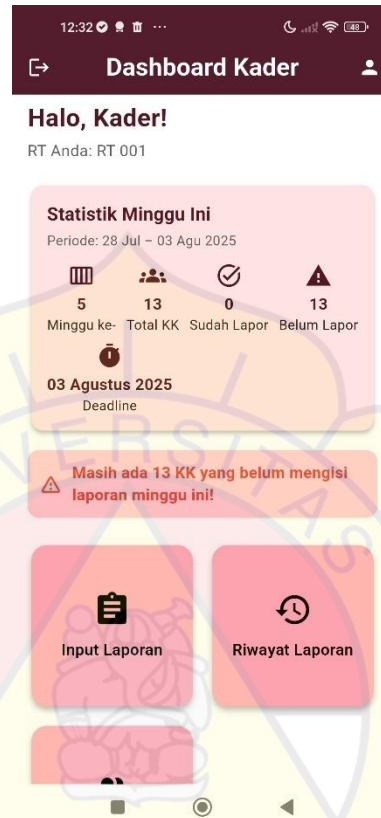 12:32
48
Dashboard Kader
Halo, Kader!
RT Anda: RT 001
Statistik Minggu Ini
Periode: 28 Jul – 03 Agu 2025
5 13 0 13
Minggu ke- Total KK Sudah Lapor Belum Lapor
03 Agustus 2025
Deadline
Masih ada 13 KK yang belum mengisi
laporan minggu ini!
Input Laporan
Riwayat Laporan